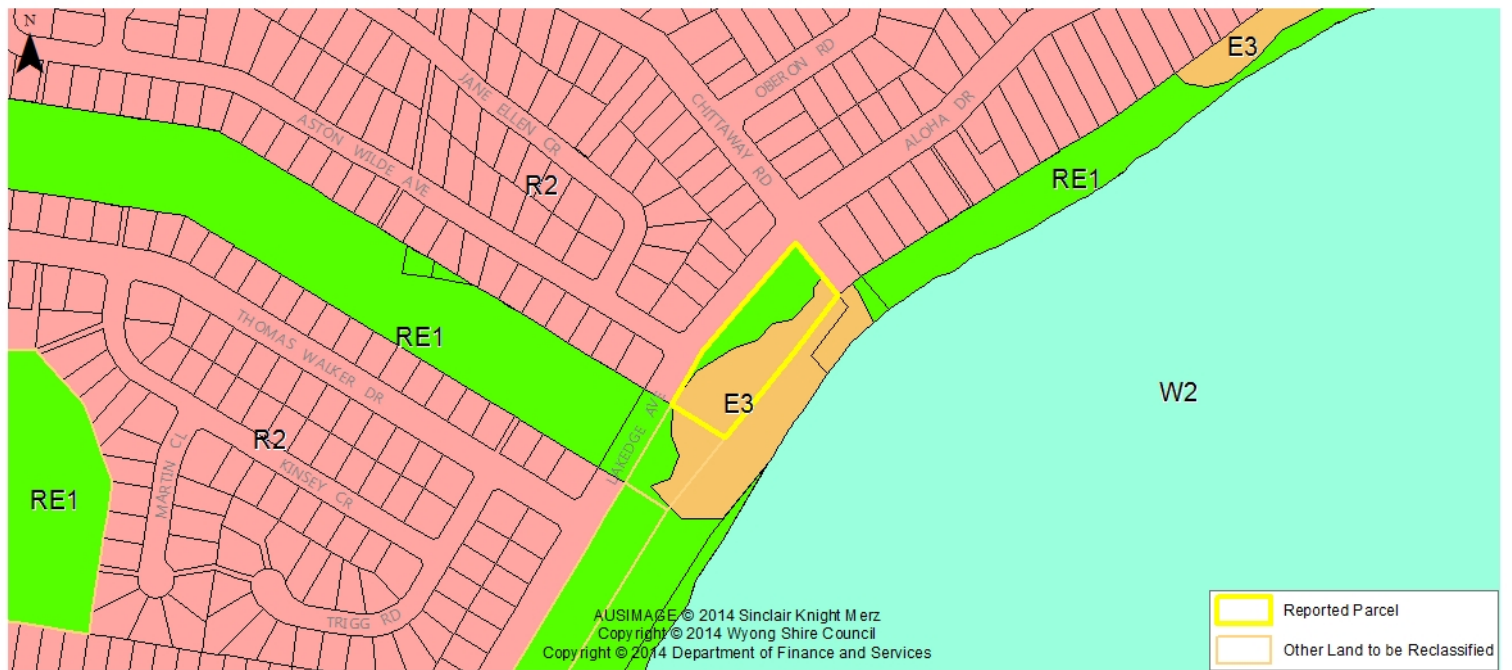 N
E3
OBERON RD
JANE ELLEN CR
CHITTAWAY RD
ALOHA DR
ASTON WILDE AVE
R2
RE1
RE1
THOMAS WALKER DR
W2
E3
LAKEDGE AVE
R2
MARTIN CL
KINSEY CR
RE1
TRIGG RD
AUSIMAGE © 2014 Sinclair Knight Merz
Copyright © 2014 Wyong Shire Council
Copyright © 2014 Department of Finance and Services
Reported Parcel
Other Land to be Reclassified